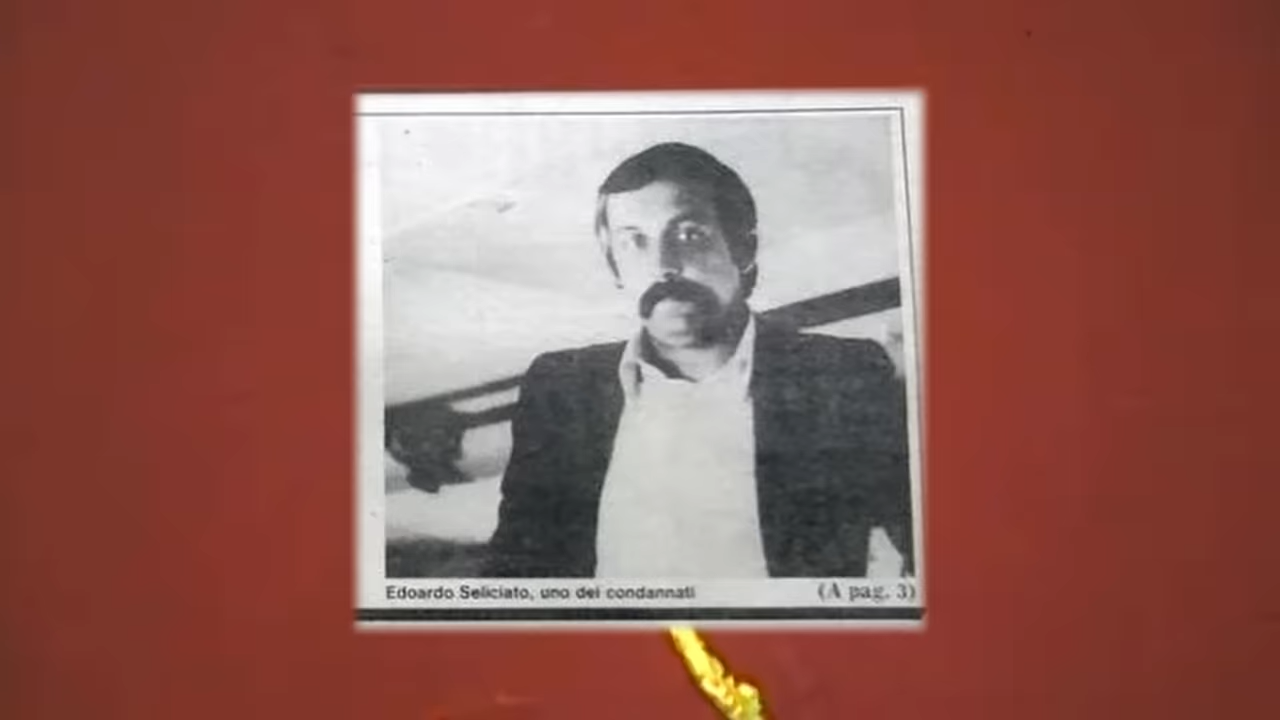 Edoardo Seliciato, uno dei condannati (A pag. 3)